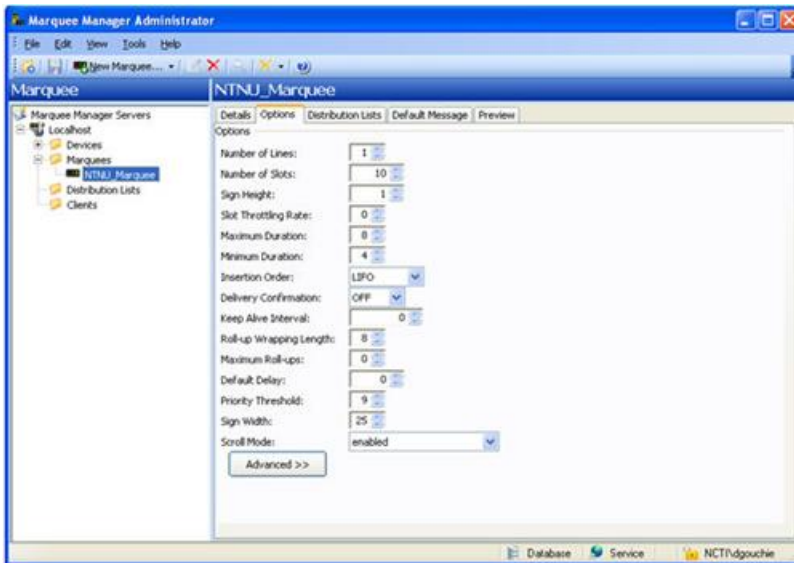 Marquee Manager Administrator
File Edit View Tools Help
New Marquee...
Marquee
NTNU_Marquee
Marquee Manager Servers
Localhost
Devices
Marquees
NTNU_Marquee
Distribution Lists
Clients
Details Options Distribution Lists Default Message Preview
Options
Number of Lines: 1
Number of Slots: 10
Sign Height: 1
Slot Throttling Rate: 0
Maximum Duration: 8
Minimum Duration: 4
Insertion Order: LIFO
Delivery Confirmation: OFF
Keep Alive Interval: 0
Roll-up Wrapping Length: 8
Maximum Roll-ups: 0
Default Delay: 0
Priority Threshold: 9
Sign Width: 25
Scroll Mode: enabled
Advanced >>
Database Service NCTI\dgouchie